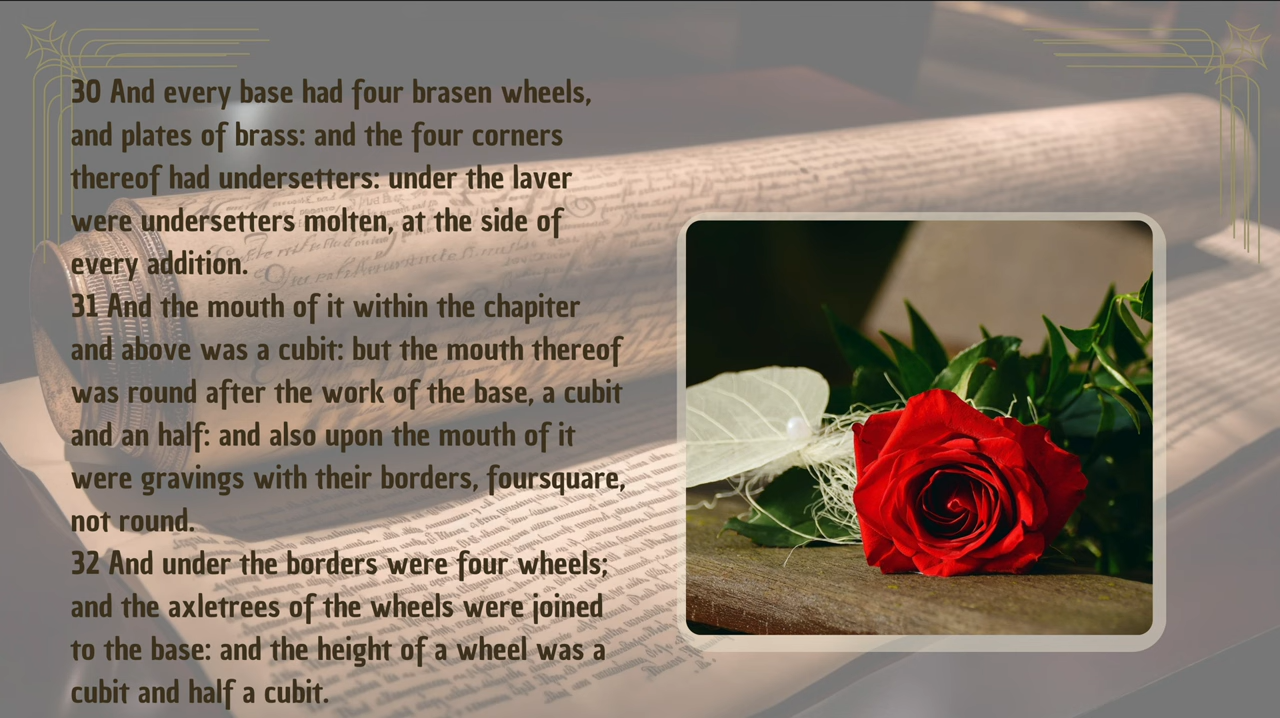 30 And every base had four brasen wheels,
and plates of brass: and the four corners
thereof had undersetters: under the laver
were undersetters molten, at the side of
every addition.
31 And the mouth of it within the chapiter
and above was a cubit: but the mouth thereof
was round after the work of the base, a cubit
and an half: and also upon the mouth of it
were gravings with their borders, foursquare,
not round.
32 And under the borders were four wheels;
and the axletrees of the wheels were joined
to the base: and the height of a wheel was a
cubit and half a cubit.